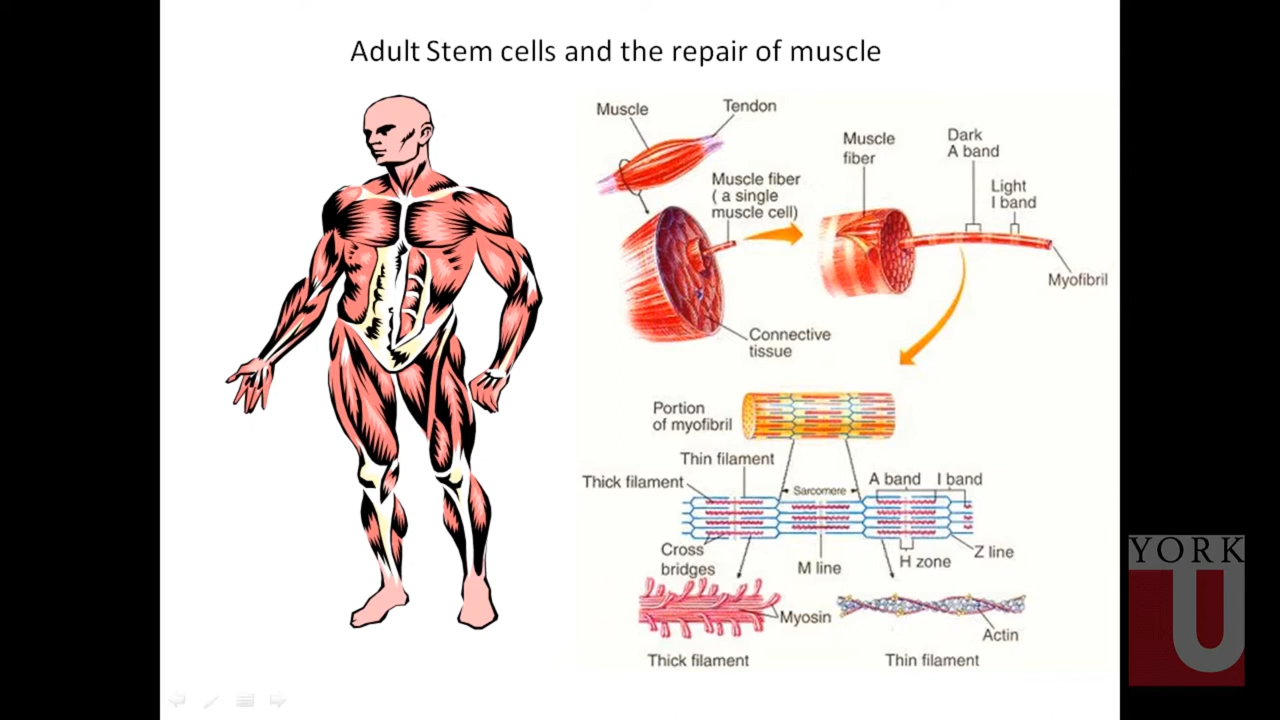 Adult Stem cells and the repair of muscle
Muscle
Tendon
Muscle fiber
( a single
muscle cell)
Connective
tissue
Muscle
fiber
Dark
A band
Light
I band
Myofibril
Portion
of myofibril
Thin filament
Thick filament
Sarcomere
A band
I band
Cross
bridges
M line
H zone
Z line
Myosin
Actin
Thick filament
Thin filament
YORK
U